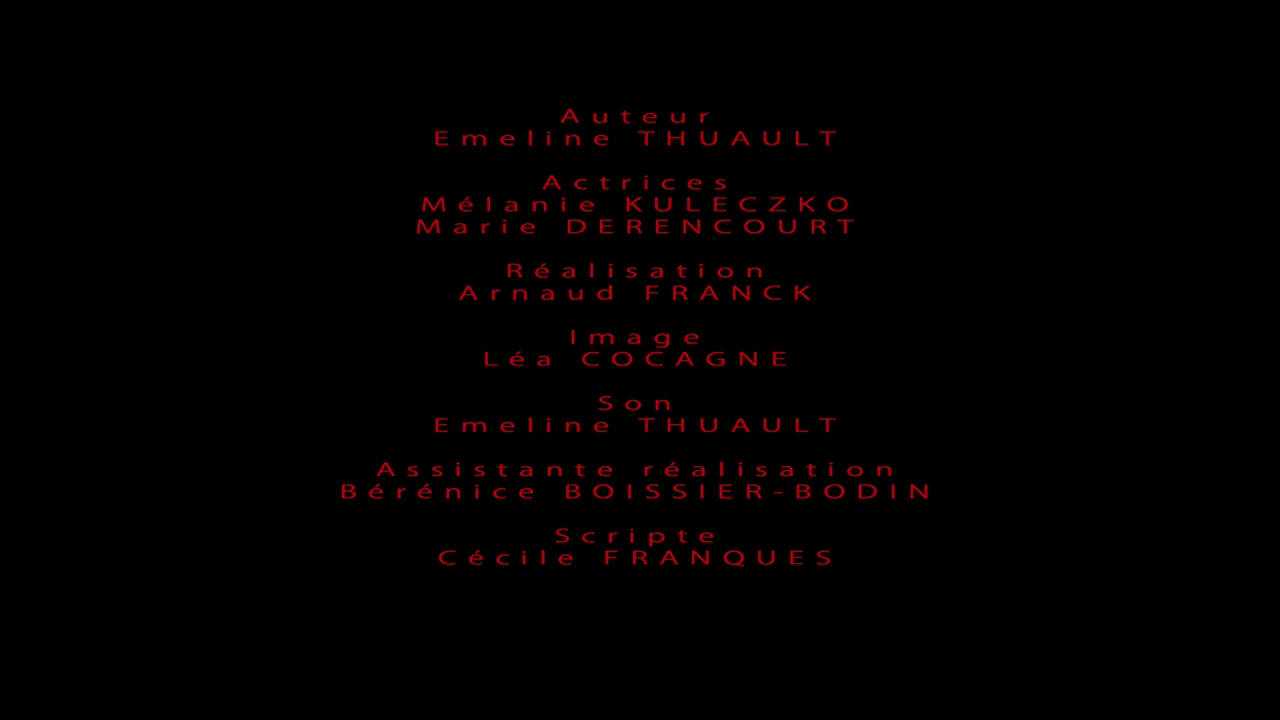 Auteur
Emeline THUAULT
Actrices
Mélanie KULECZKO
Marie DERENCOURT
Réalisation
Arnaud FRANCK
Image
Léa COCAGNE
Son
Emeline THUAULT
Assistante réalisation
Bérénice BOISSIER-BODIN
Scripte
Cécile FRANQUES